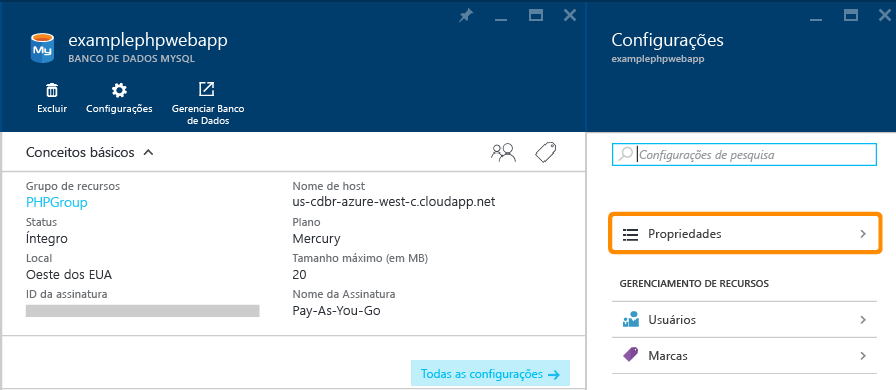 My
examplephpwebapp
BANCO DE DADOS MYSQL
Excluir
Configurações
Gerenciar Banco
de Dados
Conceitos básicos
Grupo de recursos
PHPGroup
Status
Íntegro
Local
Oeste dos EUA
ID da assinatura
Nome de host
us-cdbr-azure-west-c.cloudapp.net
Plano
Mercury
Tamanho máximo (em MB)
20
Nome da Assinatura
Pay-As-You-Go
Todas as configurações →
Configurações
examplephpwebapp
Configurações de pesquisa
Propriedades
GERENCIAMENTO DE RECURSOS
Usuários
Marcas